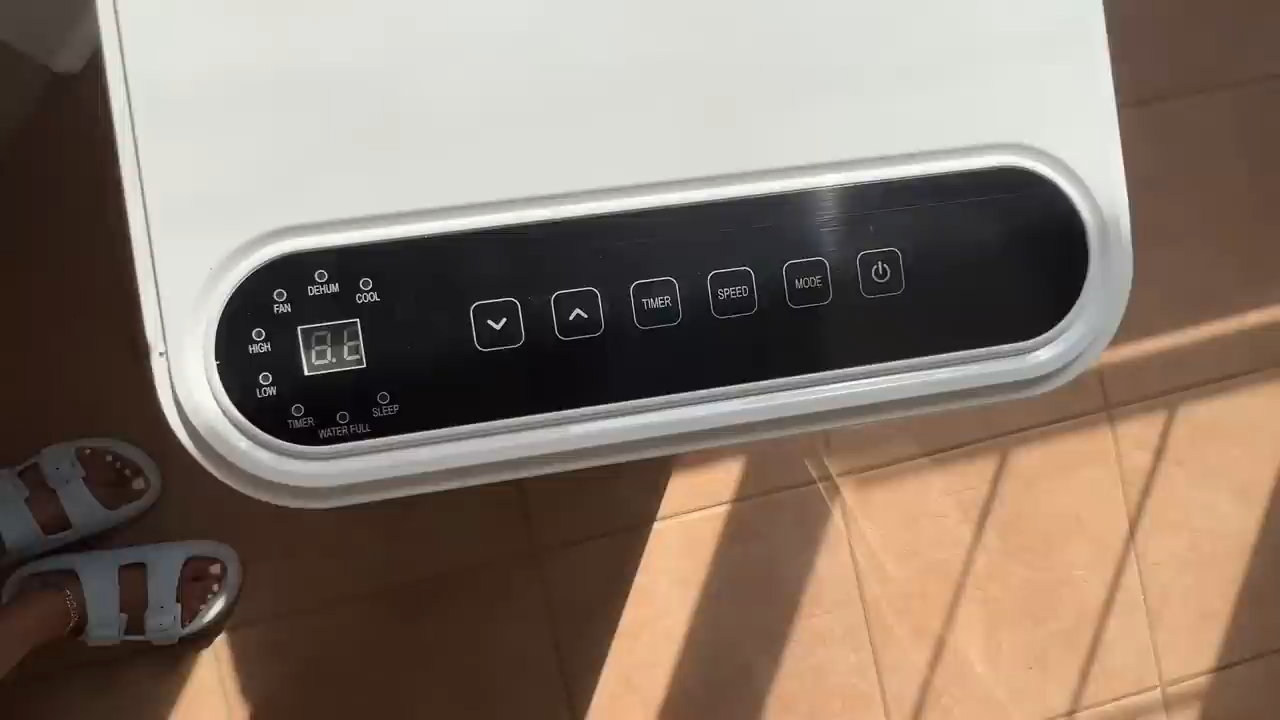 DEHUM
FAN
COOL
HIGH
LOW
TIMER
WATER FULL
SLEEP
TIMER
SPEED
MODE